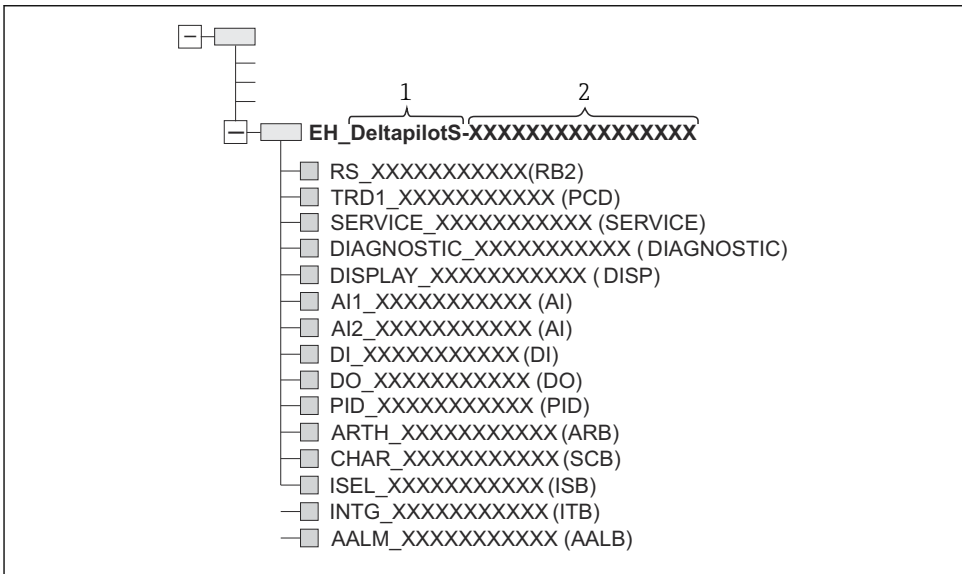 1 2
EH_DeltapilotS-XXXXXXXXXXXXXXXX
RS_XXXXXXXXXXX(RB2)
TRD1_XXXXXXXXXXX (PCD)
SERVICE_XXXXXXXXXXX (SERVICE)
DIAGNOSTIC_XXXXXXXXXXX ( DIAGNOSTIC)
DISPLAY_XXXXXXXXXXX ( DISP)
AI1_XXXXXXXXXXX (AI)
AI2_XXXXXXXXXXX (AI)
DI_XXXXXXXXXXX (DI)
DO_XXXXXXXXXXX (DO)
PID_XXXXXXXXXXX (PID)
ARTH_XXXXXXXXXXX (ARB)
CHAR_XXXXXXXXXXX (SCB)
ISEL_XXXXXXXXXXX (ISB)
INTG_XXXXXXXXXXX (ITB)
AALM_XXXXXXXXXXX (AALB)